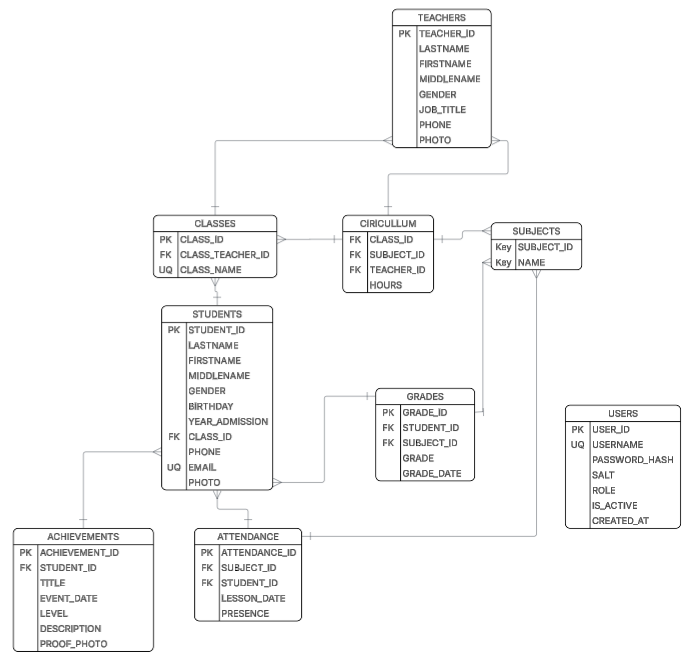 TEACHERS
PK TEACHER_ID
LASTNAME
FIRSTNAME
MIDDLENAME
GENDER
JOB_TITLE
PHONE
PHOTO
CLASSES
PK CLASS_ID
FK CLASS_TEACHER_ID
UQ CLASS_NAME
CIRICULLUM
FK CLASS_ID
FK SUBJECT_ID
FK TEACHER_ID
HOURS
SUBJECTS
Key SUBJECT_ID
Key NAME
STUDENTS
PK STUDENT_ID
LASTNAME
FIRSTNAME
MIDDLENAME
GENDER
BIRTHDAY
YEAR_ADMISSION
FK CLASS_ID
PHONE
UQ EMAIL
PHOTO
GRADES
PK GRADE_ID
FK STUDENT_ID
FK SUBJECT_ID
GRADE
GRADE_DATE
USERS
PK USER_ID
UQ USERNAME
PASSWORD_HASH
SALT
ROLE
IS_ACTIVE
CREATED_AT
ACHIEVEMENTS
PK ACHIEVEMENT_ID
FK STUDENT_ID
TITLE
EVENT_DATE
LEVEL
DESCRIPTION
PROOF_PHOTO
ATTENDANCE
PK ATTENDANCE_ID
FK SUBJECT_ID
FK STUDENT_ID
LESSON_DATE
PRESENCE